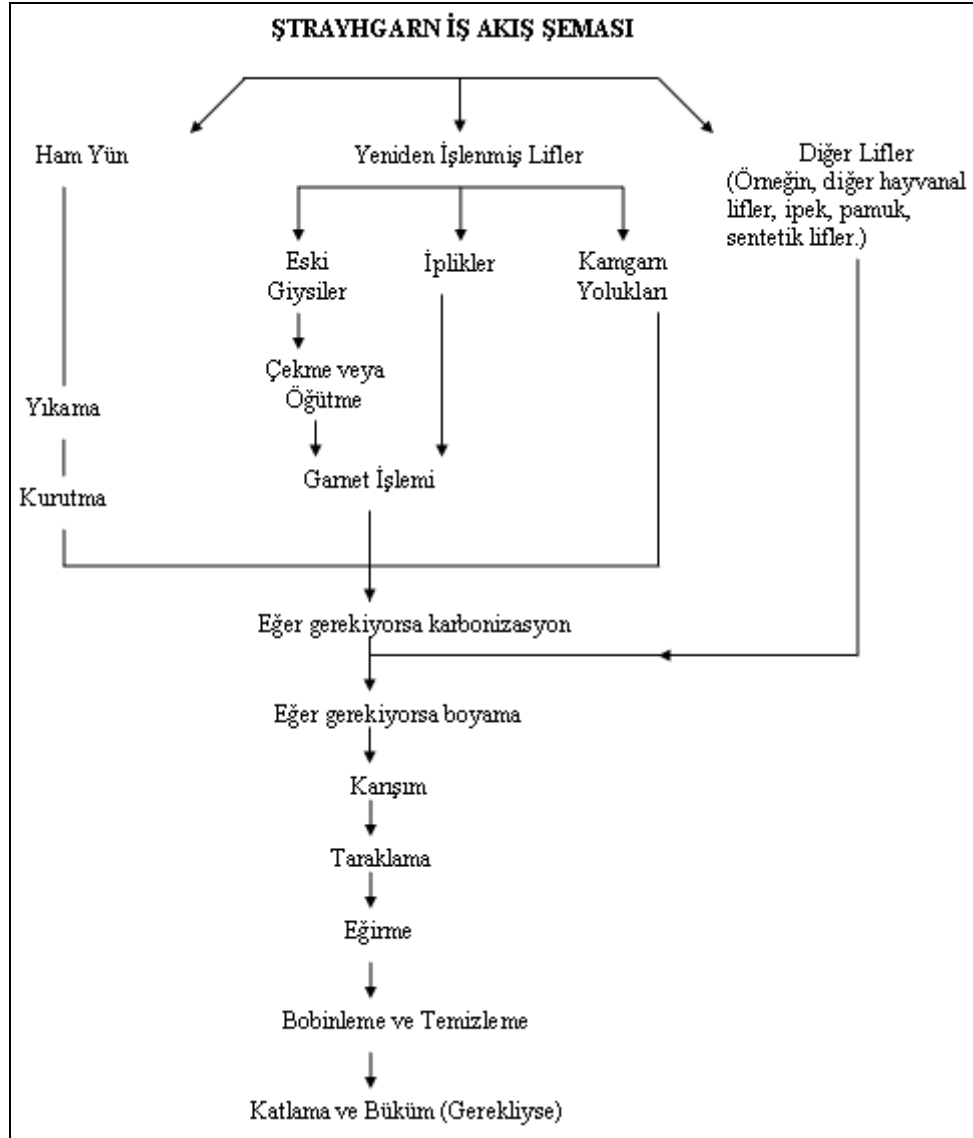 ŞTRAYHGARN İŞ AKIŞ ŞEMASI
Ham Yün
Yeniden İşlenmiş Lifler
Diğer Lifler
(Örneğin, diğer hayvanal
lifler, ipek, pamuk,
sentetik lifler.)
Eski
Giysiler
İplikler
Kamgarn
Yolukları
Çekme veya
Öğütme
Yıkama
Garnet İşlemi
Kurutma
Eğer gerekiyorsa karbonizasyon
Eğer gerekiyorsa boyama
Karışım
Taraklama
Eğirme
Bobinleme ve Temizleme
Katlama ve Büküm (Gerekliyse)